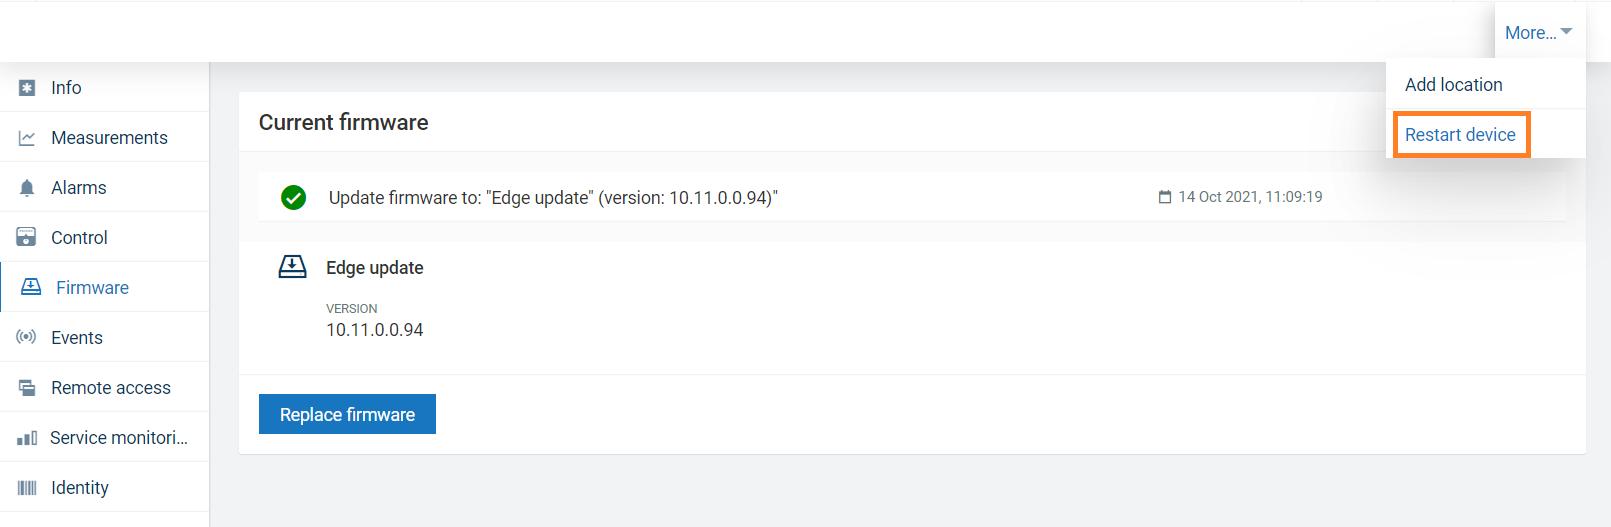 More...
Add location
Restart device
Info
Measurements
Alarms
Control
Firmware
Events
Remote access
Service monitori...
Identity
Current firmware
Update firmware to: "Edge update" (version: 10.11.0.0.94)"
14 Oct 2021, 11:09:19
Edge update
VERSION
10.11.0.0.94
Replace firmware